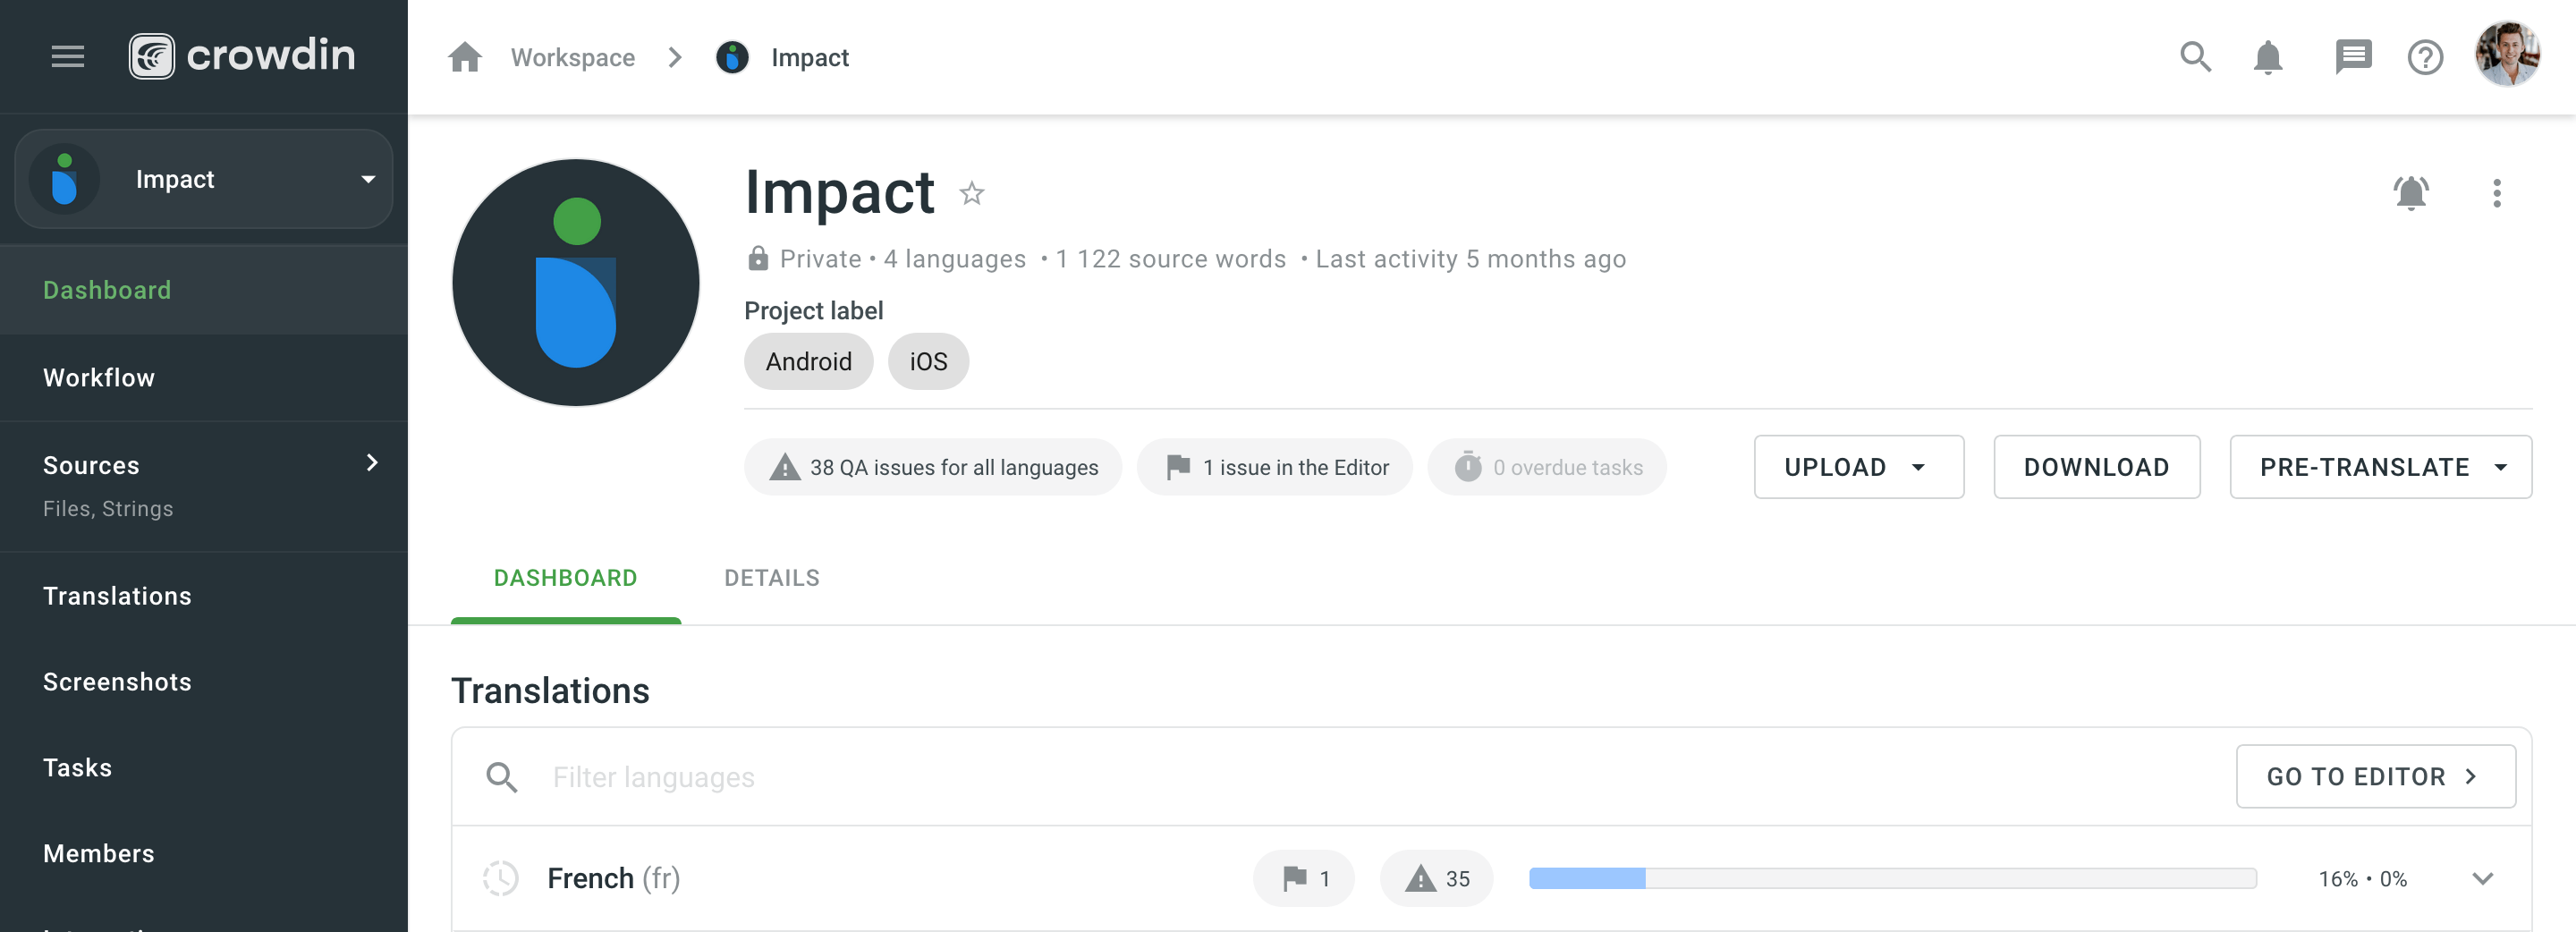 crowdin
Workspace
Impact
Impact
Impact
Private • 4 languages • 1 122 source words • Last activity 5 months ago
Project label
Android
iOS
38 QA issues for all languages
1 issue in the Editor
0 overdue tasks
UPLOAD
DOWNLOAD
PRE-TRANSLATE
Dashboard
Workflow
Sources
Files, Strings
Translations
Screenshots
Tasks
Members
DASHBOARD
DETAILS
Translations
Filter languages
GO TO EDITOR
French (fr)
1
35
16% • 0%